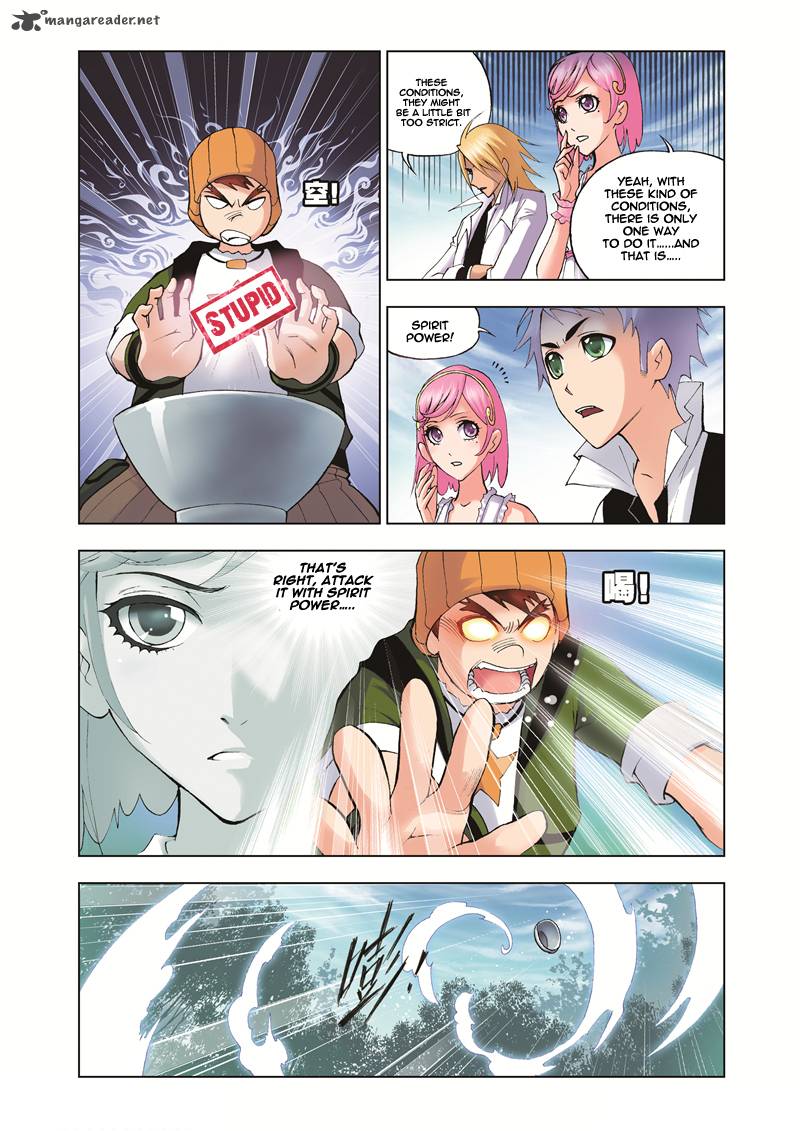 mangareader.net
空!
STUPID
THESE
CONDITIONS,
THEY MIGHT
BE A LITTLE BIT
TOO STRICT.
YEAH, WITH
THESE KIND OF
CONDITIONS,
THERE IS ONLY
ONE WAY
TO DO IT......AND
THAT IS.....
SPIRIT
POWER!
THAT'S
RIGHT, ATTACK
IT WITH SPIRIT
POWER.....
喝!
嘭!